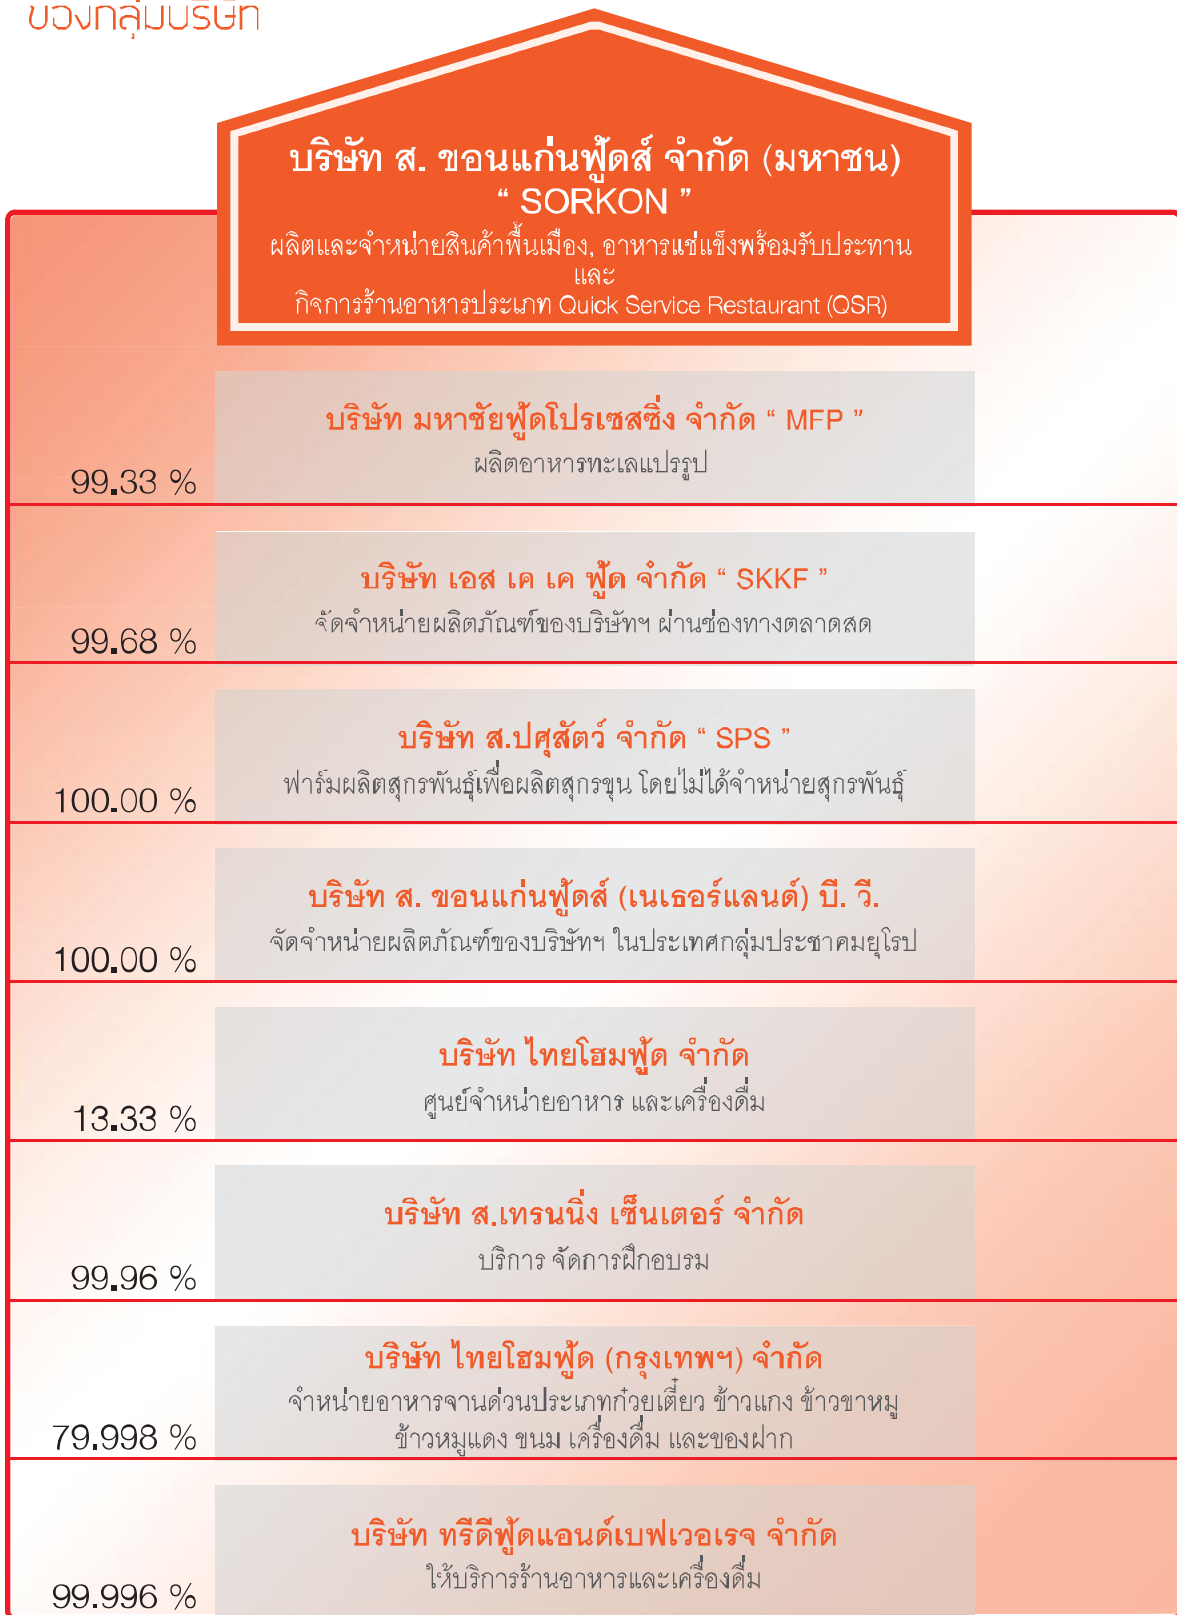 ของกลุ่มบริษัท
บริษัท ส. ขอนแก่นฟู้ดส์ จำกัด (มหาชน)
“ SORKON ”
ผลิตและจำหน่ายสินค้าพื้นเมือง, อาหารแช่แข็งพร้อมรับประทาน
และ
กิจการร้านอาหารประเภท Quick Service Restaurant (QSR)
บริษัท มหาชัยฟู้ดโปรเซสซิ่ง จำกัด “ MFP ”
ผลิตอาหารทะเลแปรรูป
99.33 %
บริษัท เอส เค เค ฟู้ด จำกัด “ SKKF ”
จัดจำหน่ายผลิตภัณฑ์ของบริษัทฯ ผ่านช่องทางตลาดสด
99.68 %
บริษัท ส.ปศุสัตว์ จำกัด “ SPS ”
ฟาร์มผลิตสุกรพันธุ์เพื่อผลิตสุกรขุน โดยไม่ได้จำหน่ายสุกรพันธุ์
100.00 %
บริษัท ส. ขอนแก่นฟู้ดส์ (เนเธอร์แลนด์) บี. วี.
จัดจำหน่ายผลิตภัณฑ์ของบริษัทฯ ในประเทศกลุ่มประชาคมยุโรป
100.00 %
บริษัท ไทยโฮมฟู้ด จำกัด
ศูนย์จำหน่ายอาหาร และเครื่องดื่ม
13.33 %
บริษัท ส.เทรนนิ่ง เซ็นเตอร์ จำกัด
บริการ จัดการฝึกอบรม
99.96 %
บริษัท ไทยโฮมฟู้ด (กรุงเทพฯ) จำกัด
จำหน่ายอาหารจานด่วนประเภทก๋วยเตี๋ยว ข้าวแกง ข้าวขาหมู
ข้าวหมูแดง ขนม เครื่องดื่ม และของฝาก
79.998 %
บริษัท ทรีดีฟู้ดแอนด์เบฟเวอเรจ จำกัด
ให้บริการร้านอาหารและเครื่องดื่ม
99.996 %